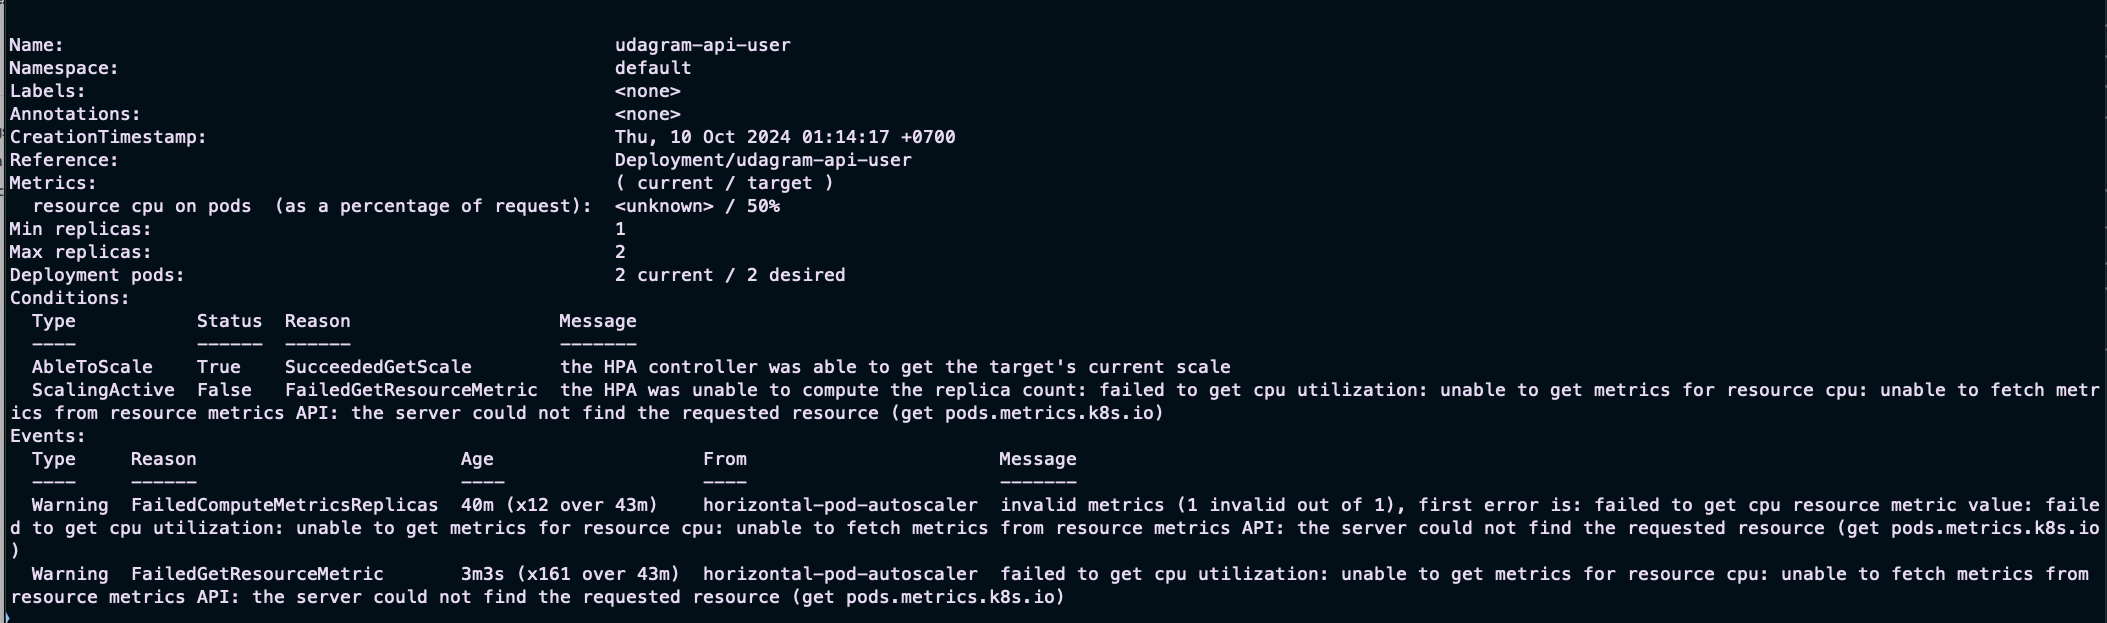 Name:                                                  udagram-api-user
Namespace:                                             default
Labels:                                                <none>
Annotations:                                           <none>
CreationTimestamp:                                     Thu, 10 Oct 2024 01:14:17 +0700
Reference:                                             Deployment/udagram-api-user
Metrics:                                               ( current / target )
  resource cpu on pods  (as a percentage of request):  <unknown> / 50%
Min replicas:                                          1
Max replicas:                                          2
Deployment pods:                                       2 current / 2 desired
Conditions:
  Type           Status  Reason                   Message
  ----           ------  ------                   -------
  AbleToScale    True    SucceededGetScale        the HPA controller was able to get the target's current scale
  ScalingActive  False   FailedGetResourceMetric  the HPA was unable to compute the replica count: failed to get cpu utilization: unable to get metrics for resource cpu: unable to fetch metr
ics from resource metrics API: the server could not find the requested resource (get pods.metrics.k8s.io)
Events:
  Type     Reason                        Age                   From                       Message
  ----     ------                        ----                  ----                       -------
  Warning  FailedComputeMetricsReplicas  40m (x12 over 43m)    horizontal-pod-autoscaler  invalid metrics (1 invalid out of 1), first error is: failed to get cpu resource metric value: faile
d to get cpu utilization: unable to get metrics for resource cpu: unable to fetch metrics from resource metrics API: the server could not find the requested resource (get pods.metrics.k8s.io
)
  Warning  FailedGetResourceMetric       3m3s (x161 over 43m)  horizontal-pod-autoscaler  failed to get cpu utilization: unable to get metrics for resource cpu: unable to fetch metrics from
resource metrics API: the server could not find the requested resource (get pods.metrics.k8s.io)